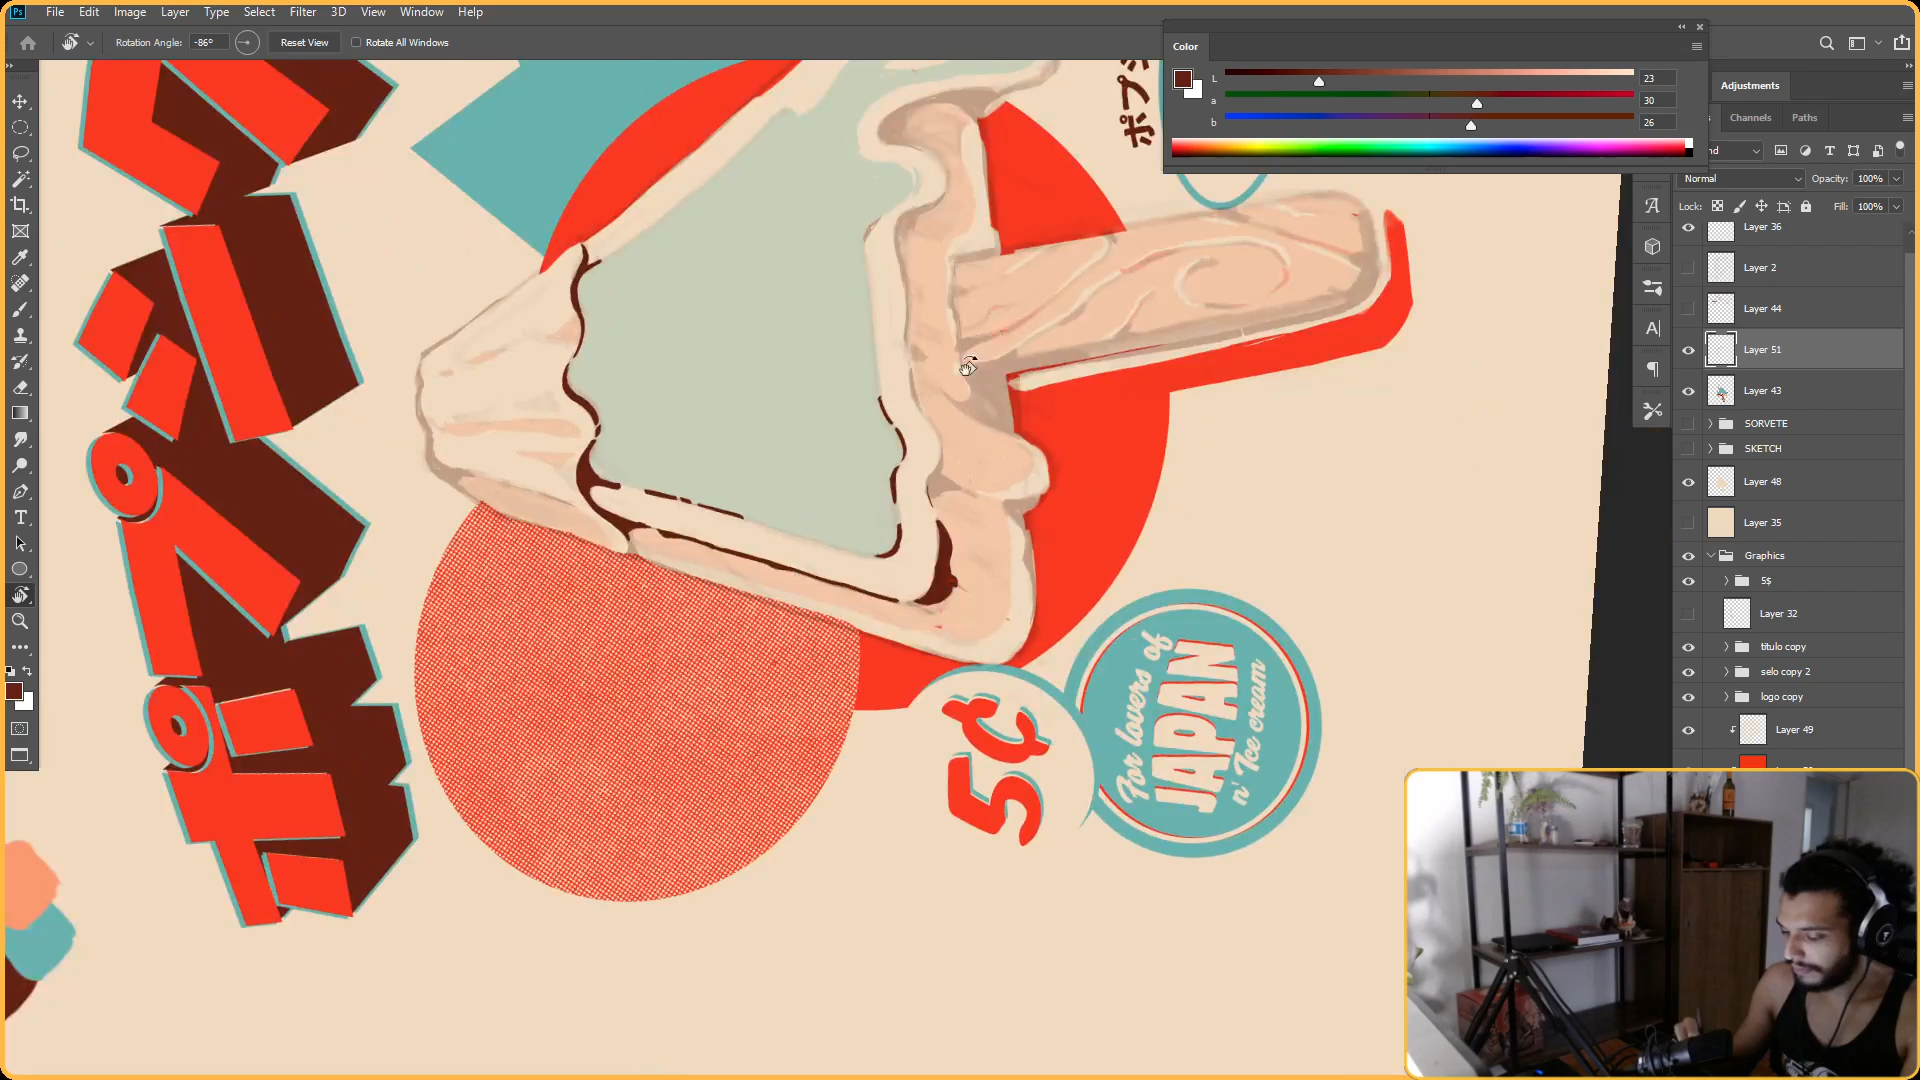 Ps File Edit Image Layer Type Select Filter 3D View Window Help
Rotation Angle: -86° Reset View Rotate All Windows
Color
L 23
a 30
b 26
Adjustments
Channels Paths
Normal Opacity: 100%
Lock: Fill: 100%
Layer 36
Layer 2
Layer 44
Layer 51
Layer 43
SORVETE
SKETCH
Layer 48
Layer 35
Graphics
5$
Layer 32
titulo copy
selo copy 2
logo copy
Layer 49
ポプシ
5¢
For lovers of
JAPAN
n' Ice cream